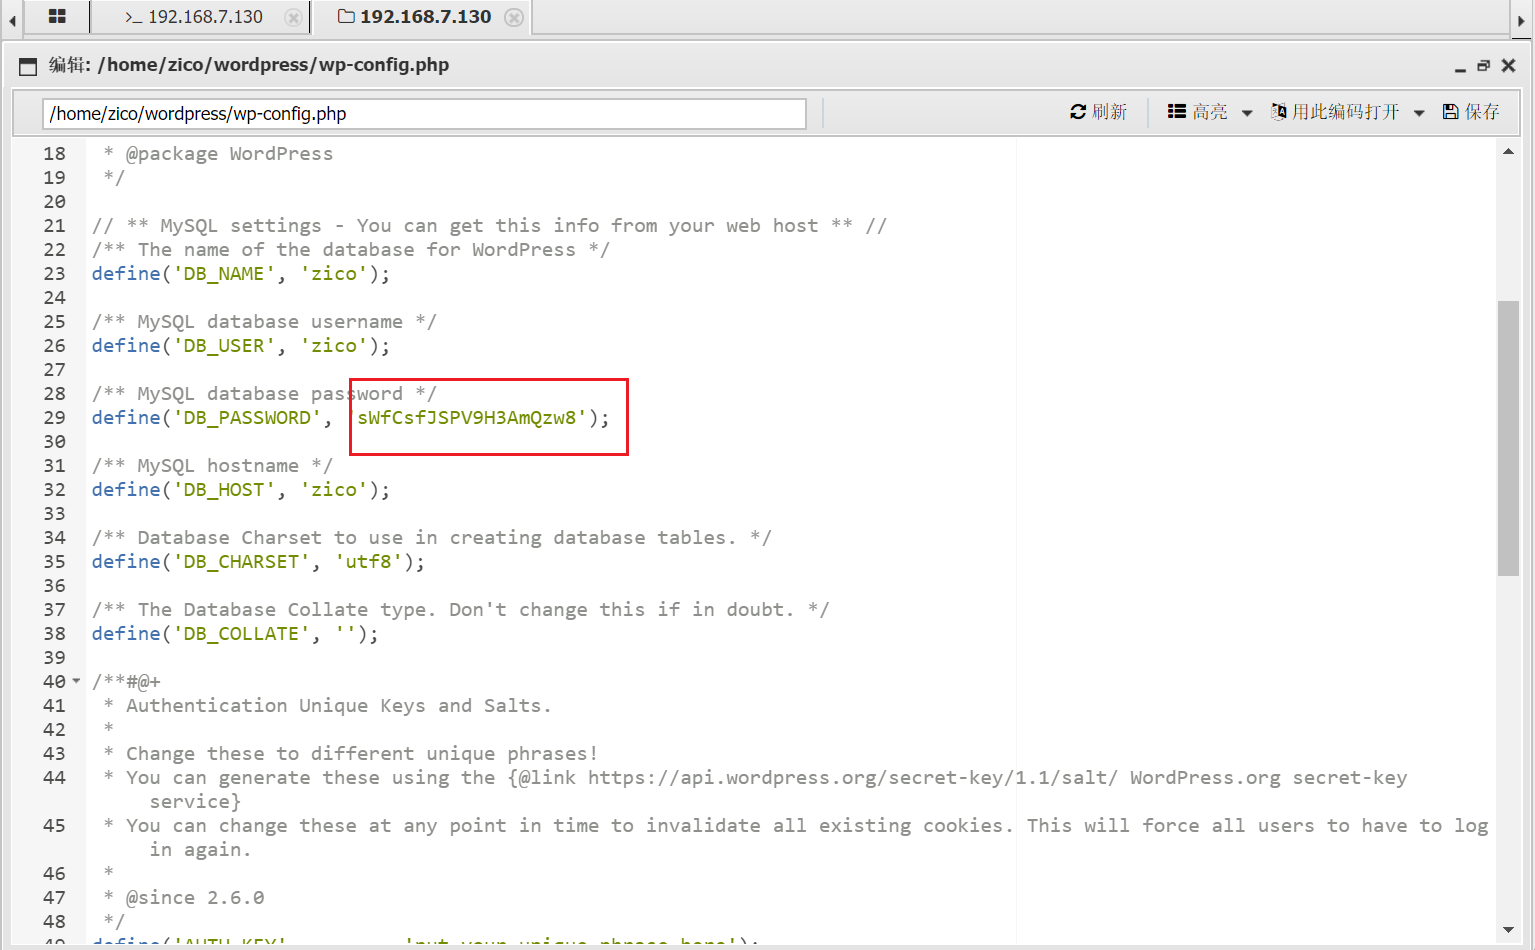 >_ 192.168.7.130
192.168.7.130
编辑: /home/zico/wordpress/wp-config.php
/home/zico/wordpress/wp-config.php
刷新 高亮 用此编码打开 保存
18 * @package WordPress
19 */
20
21 // ** MySQL settings - You can get this info from your web host ** //
22 /** The name of the database for WordPress */
23 define('DB_NAME', 'zico');
24
25 /** MySQL database username */
26 define('DB_USER', 'zico');
27
28 /** MySQL database password */
29 define('DB_PASSWORD', 'sWfCsfJSPV9H3AmQzw8');
30
31 /** MySQL hostname */
32 define('DB_HOST', 'zico');
33
34 /** Database Charset to use in creating database tables. */
35 define('DB_CHARSET', 'utf8');
36
37 /** The Database Collate type. Don't change this if in doubt. */
38 define('DB_COLLATE', '');
39
40 /**#@+
41 * Authentication Unique Keys and Salts.
42 *
43 * Change these to different unique phrases!
44 * You can generate these using the {@link https://api.wordpress.org/secret-key/1.1/salt/ WordPress.org secret-key
service}
45 * You can change these at any point in time to invalidate all existing cookies. This will force all users to have to log
in again.
46 *
47 * @since 2.6.0
48 */
49 define('AUTH_KEY', 'put your unique phrase here');